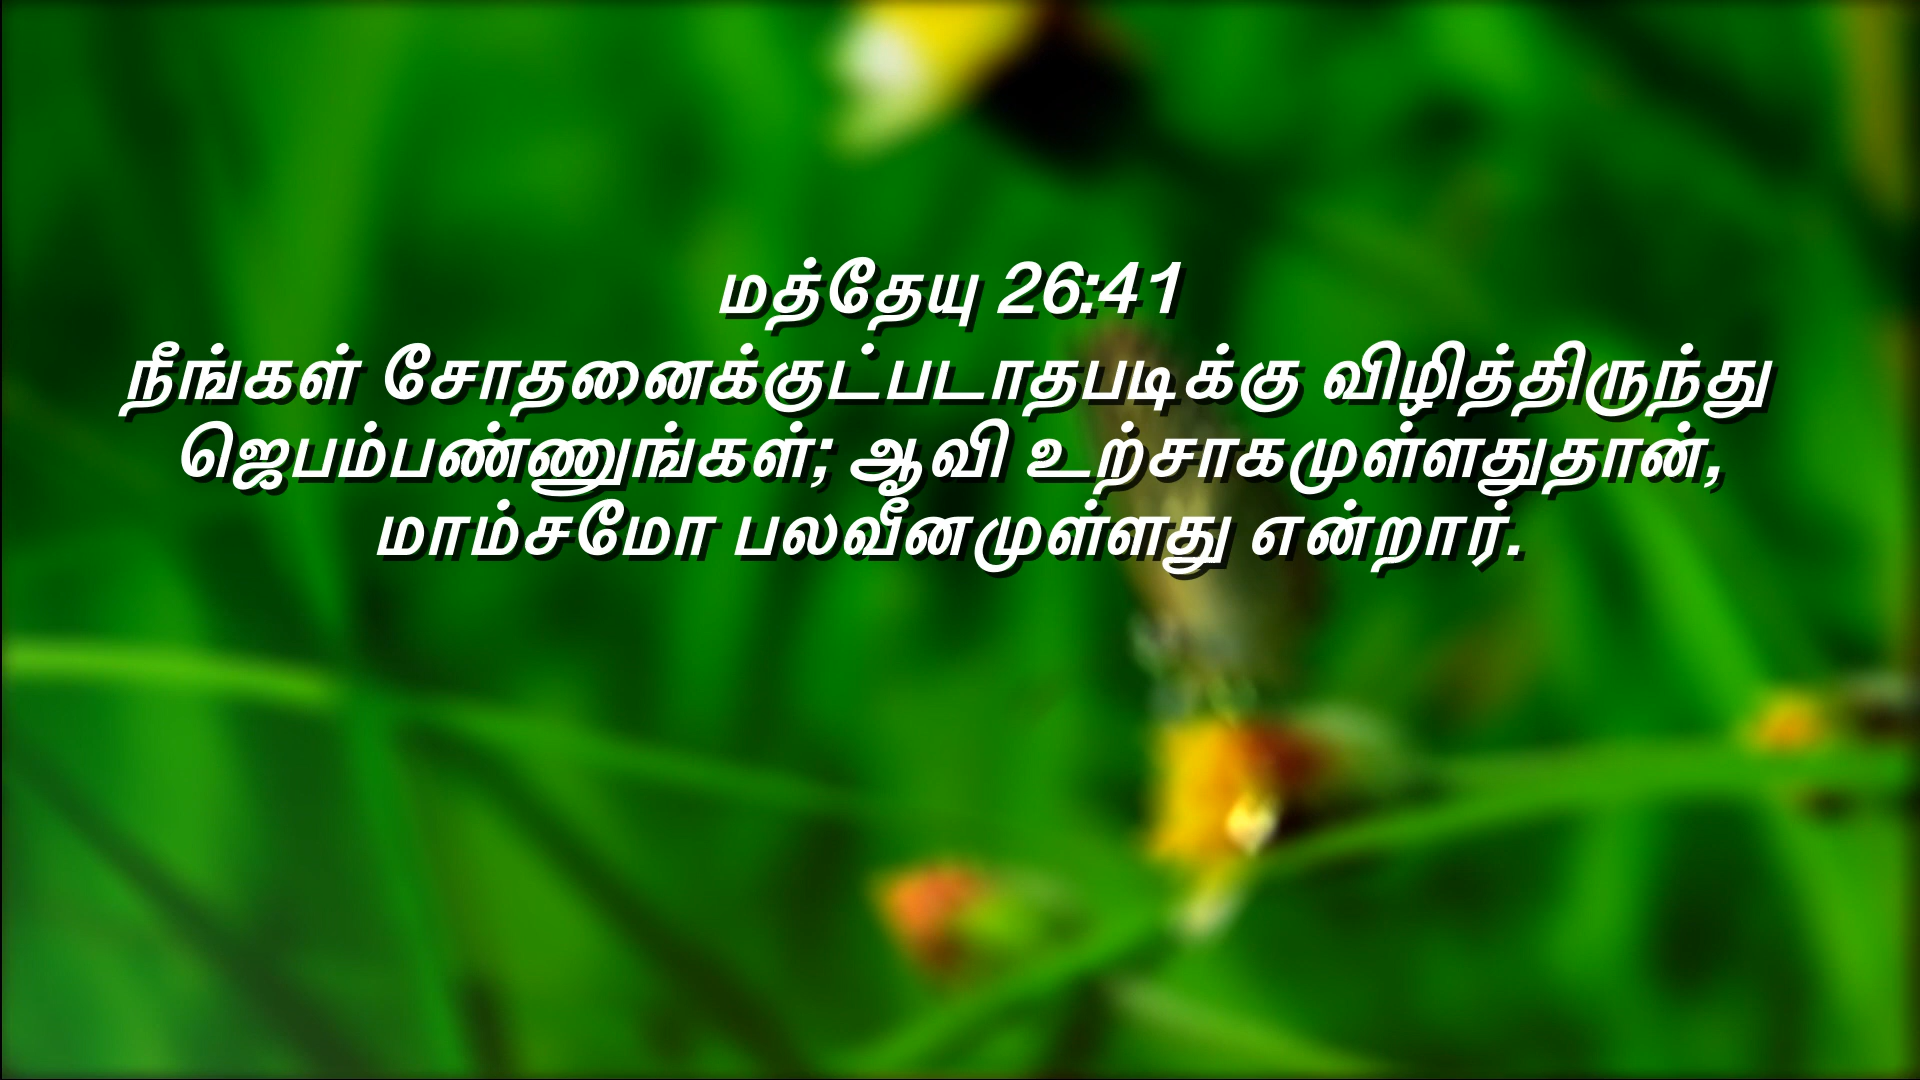 மத்தேயு 26:41
நீங்கள் சோதனைக்குட்படாதபடிக்கு விழித்திருந்து
ஜெபம்பண்ணுங்கள்; ஆவி உற்சாகமுள்ளதுதான்,
மாம்சமோ பலவீனமுள்ளது என்றார்.